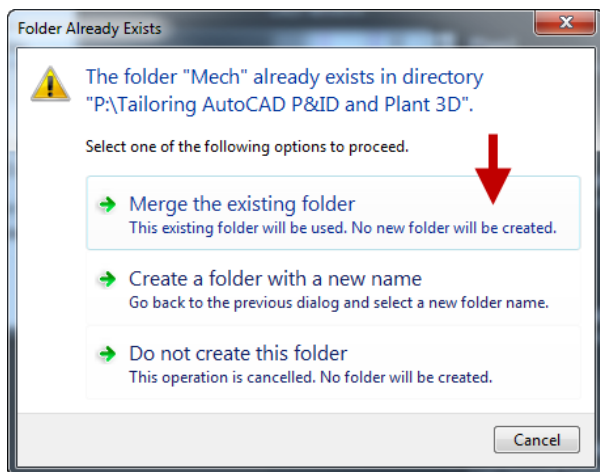 Folder Already Exists
The folder "Mech" already exists in directory
"P:\Tailoring AutoCAD P&ID and Plant 3D".
Select one of the following options to proceed.
Merge the existing folder
This existing folder will be used. No new folder will be created.
Create a folder with a new name
Go back to the previous dialog and select a new folder name.
Do not create this folder
This operation is cancelled. No folder will be created.
Cancel